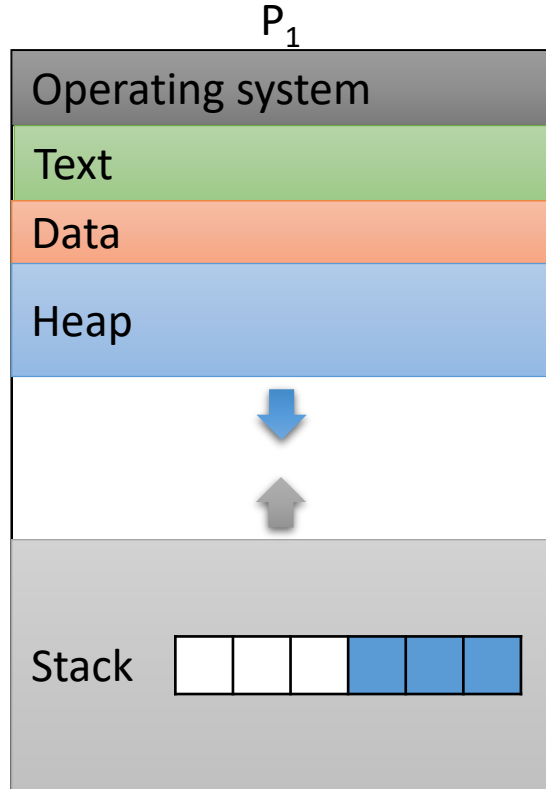 P₁
Operating system
Text
Data
Heap
Stack